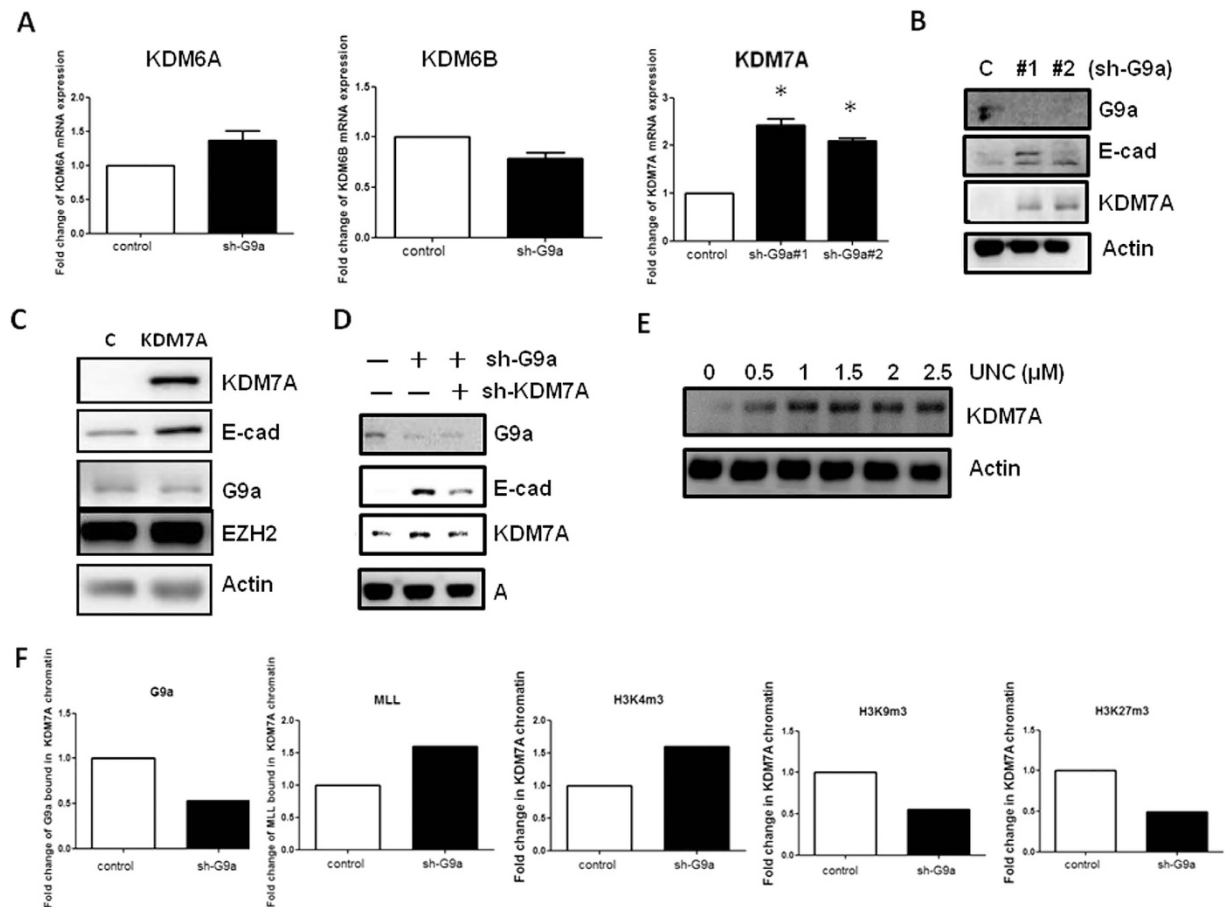 A
KDM6A
Fold change of KDM6A mRNA expression
2.0
1.5
1.0
0.5
0.0
control
sh-G9a
KDM6B
Fold change of KDM6B mRNA expression
1.5
1.0
0.5
0.0
control
sh-G9a
KDM7A
Fold change of KDM7A mRNA expression
3
2
1
0
*
*
control
sh-G9a#1
sh-G9a#2
B
C #1 #2 (sh-G9a)
G9a
E-cad
KDM7A
Actin
C
C KDM7A
KDM7A
E-cad
G9a
EZH2
Actin
D
— + + sh-G9a
— — + sh-KDM7A
G9a
E-cad
KDM7A
A
E
0 0.5 1 1.5 2 2.5 UNC (µM)
KDM7A
Actin
F
G9a
Fold change of G9a bound in KDM7A chromatin
1.5
1.0
0.5
0.0
control
sh-G9a
MLL
Fold change of MLL bound in KDM7A chromatin
2.0
1.5
1.0
0.5
0.0
control
sh-G9a
H3K4m3
Fold change in KDM7A chromatin
2.0
1.5
1.0
0.5
0.0
control
sh-G9a
H3K9m3
Fold change in KDM7A chromatin
1.5
1.0
0.5
0.0
control
sh-G9a
H3K27m3
Fold change in KDM7A chromatin
1.5
1.0
0.5
0.0
control
sh-G9a